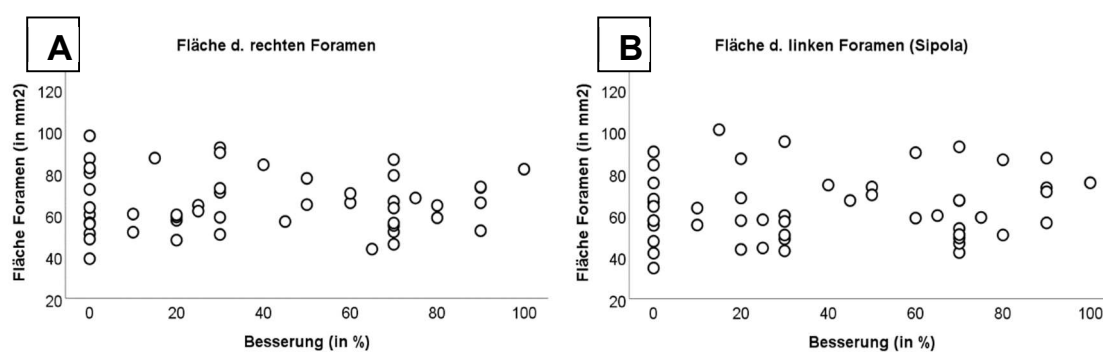 A
Fläche d. rechten Foramen
Fläche Foramen (in mm2)
120
100
80
60
40
20
0 20 40 60 80 100
Besserung (in %)
B
Fläche d. linken Foramen (Sipola)
Fläche Foramen (in mm2)
120
100
80
60
40
20
0 20 40 60 80 100
Besserung (in %)